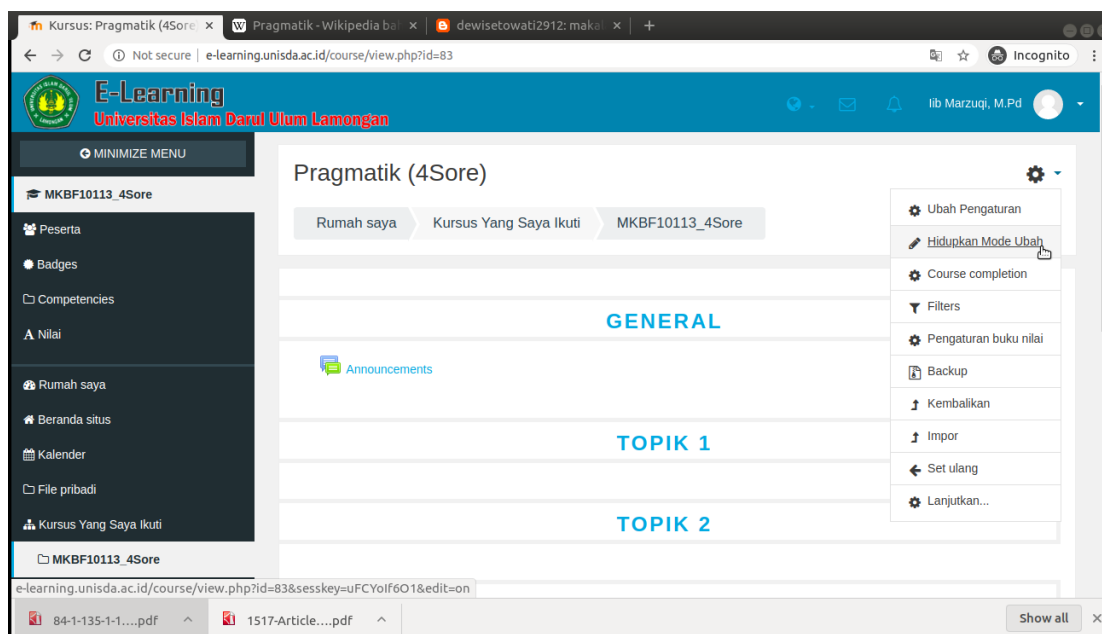 Kursus: Pragmatik (4Sore)
Pragmatik - Wikipedia bah
dewisetowati2912: makal
Not secure | e-learning.unisda.ac.id/course/view.php?id=83
Incognito
E-Learning
Universitas Islam Darul Ulum Lamongan
Iib Marzuqi, M.Pd
MINIMIZE MENU
MKBF10113_4Sore
Peserta
Badges
Competencies
Nilai
Rumah saya
Beranda situs
Kalender
File pribadi
Kursus Yang Saya Ikuti
MKBF10113_4Sore
Pragmatik (4Sore)
Rumah saya
Kursus Yang Saya Ikuti
MKBF10113_4Sore
GENERAL
Announcements
TOPIK 1
TOPIK 2
Ubah Pengaturan
Hidupkan Mode Ubah
Course completion
Filters
Pengaturan buku nilai
Backup
Kembalikan
Impor
Set ulang
Lanjutkan...
e-learning.unisda.ac.id/course/view.php?id=83&sesskey=uFCYoIf6O1&edit=on
84-1-135-1-1....pdf
1517-Article....pdf
Show all